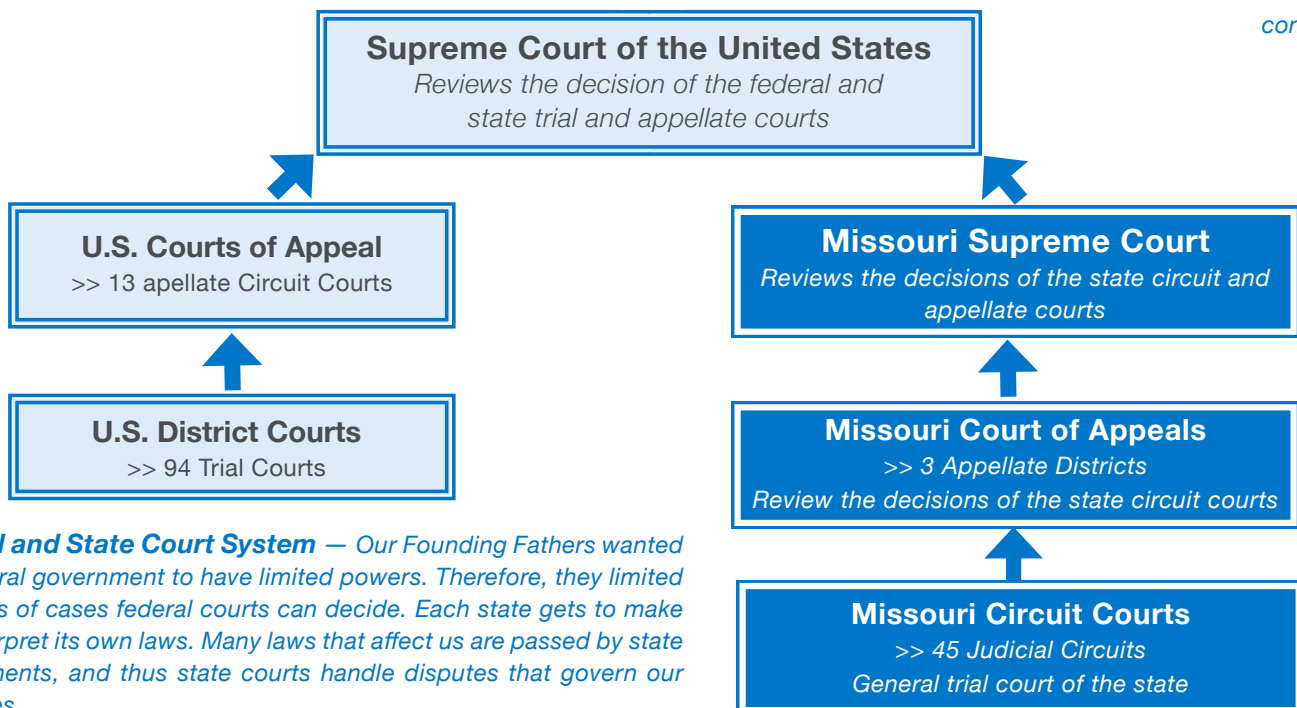 cor
Supreme Court of the United States
Reviews the decision of the federal and
state trial and appellate courts
U.S. Courts of Appeal
>> 13 apellate Circuit Courts
U.S. District Courts
>> 94 Trial Courts
Missouri Supreme Court
Reviews the decisions of the state circuit and
appellate courts
Missouri Court of Appeals
>> 3 Appellate Districts
Review the decisions of the state circuit courts
Missouri Circuit Courts
>> 45 Judicial Circuits
General trial court of the state
l and State Court System — Our Founding Fathers wanted
eral government to have limited powers. Therefore, they limited
s of cases federal courts can decide. Each state gets to make
rpret its own laws. Many laws that affect us are passed by state
ments, and thus state courts handle disputes that govern our